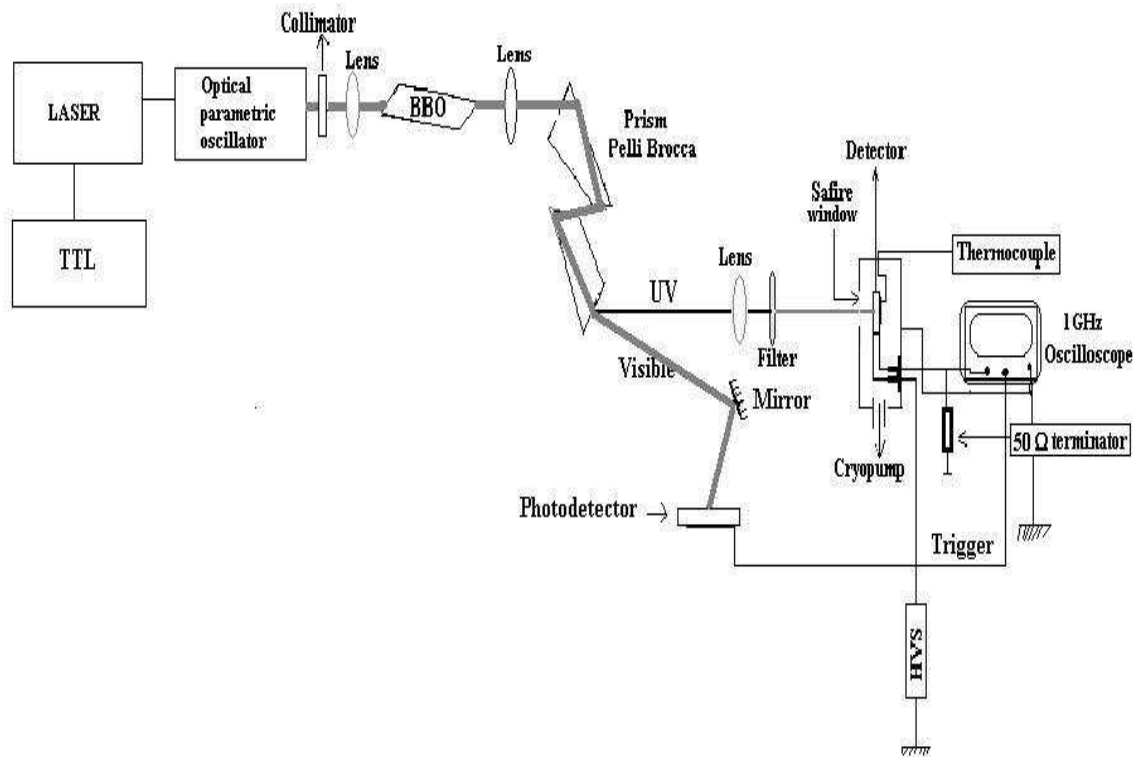 Collimator
Lens
Lens
LASER
Optical
parametric
oscillator
BBO
Prism
Pelli Brocca
Detector
Safire
window
TTL
Thermocouple
Lens
UV
1GHz
Oscilloscope
Filter
Visible
Mirror
50 Ω terminator
Cryopump
Photodetector
Trigger
HVS